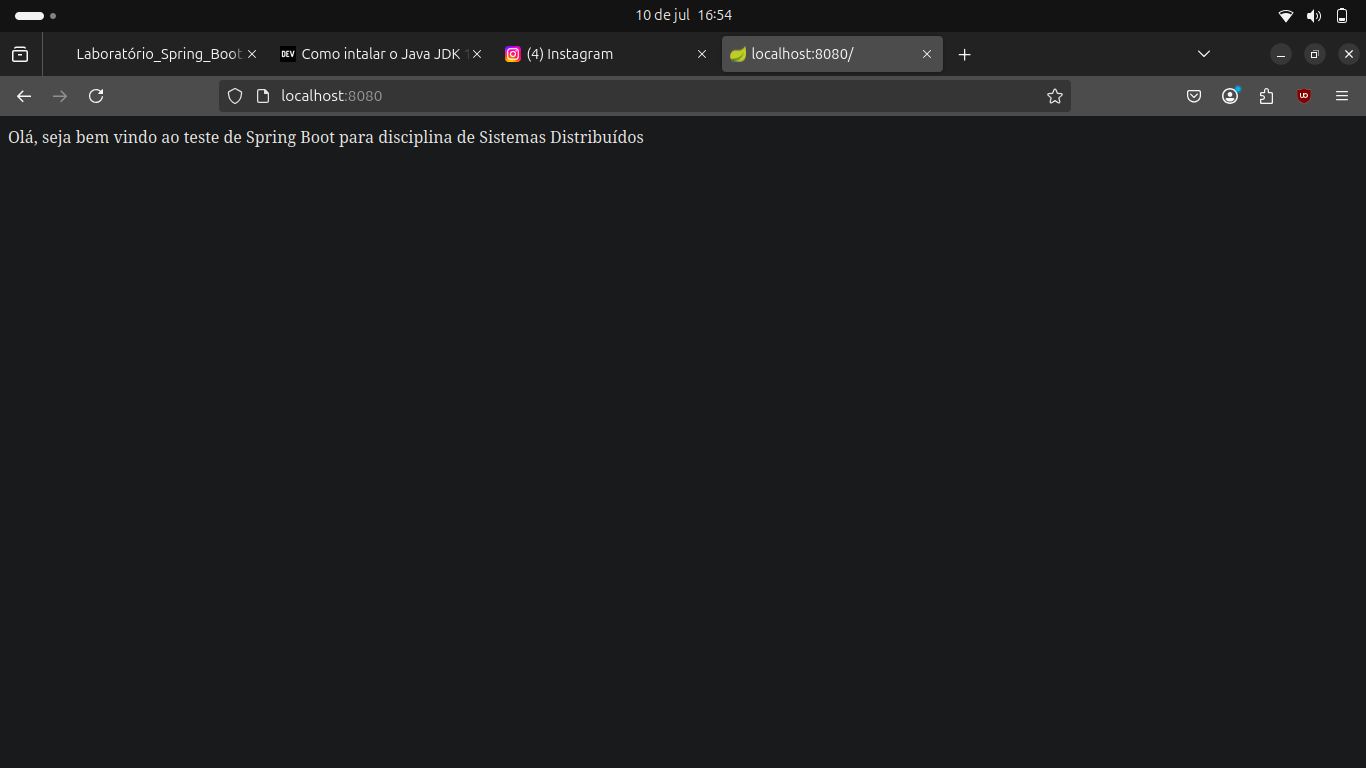 10 de jul 16:54
Laboratório_Spring_Boot
DEV Como intalar o Java JDK
(4) Instagram
localhost:8080/
localhost:8080
Olá, seja bem vindo ao teste de Spring Boot para disciplina de Sistemas Distribuídos